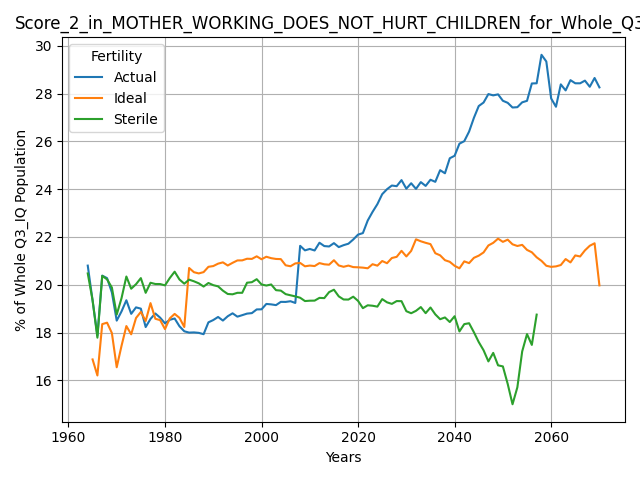 Score_2_in_MOTHER_WORKING_DOES_NOT_HURT_CHILDREN_for_Whole_Q3
30
28
26
24
22
20
18
16
% of Whole Q3_IQ Population
Fertility
Actual
Ideal
Sterile
1960 1980 2000 2020 2040 2060
Years